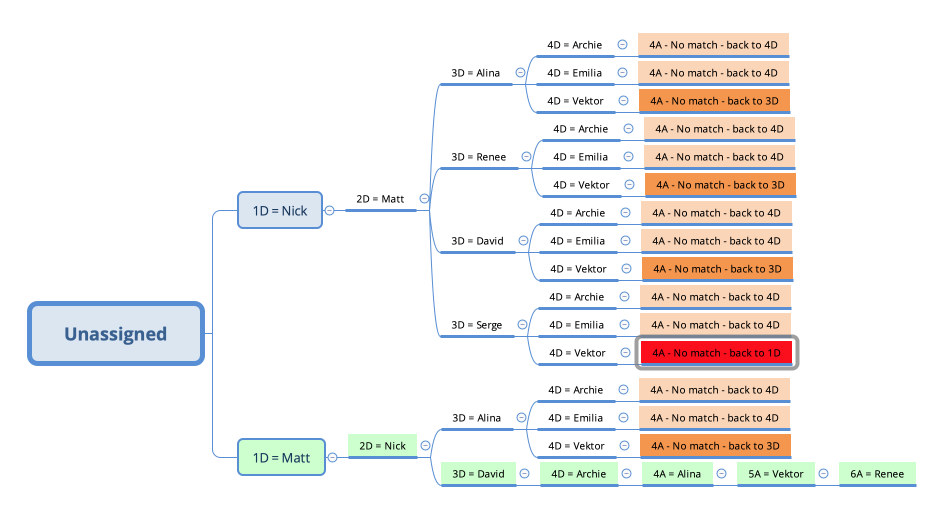 4D = Archie 4A - No match - back to 4D
3D = Alina 4D = Emilia 4A - No match - back to 4D
4D = Vektor 4A - No match - back to 3D
4D = Archie 4A - No match - back to 4D
3D = Renee 4D = Emilia 4A - No match - back to 4D
4D = Vektor 4A - No match - back to 3D
1D = Nick 2D = Matt
4D = Archie 4A - No match - back to 4D
3D = David 4D = Emilia 4A - No match - back to 4D
4D = Vektor 4A - No match - back to 3D
4D = Archie 4A - No match - back to 4D
3D = Serge 4D = Emilia 4A - No match - back to 4D
4D = Vektor 4A - No match - back to 1D
Unassigned
4D = Archie 4A - No match - back to 4D
3D = Alina 4D = Emilia 4A - No match - back to 4D
4D = Vektor 4A - No match - back to 3D
1D = Matt 2D = Nick
3D = David 4D = Archie 4A = Alina 5A = Vektor 6A = Renee